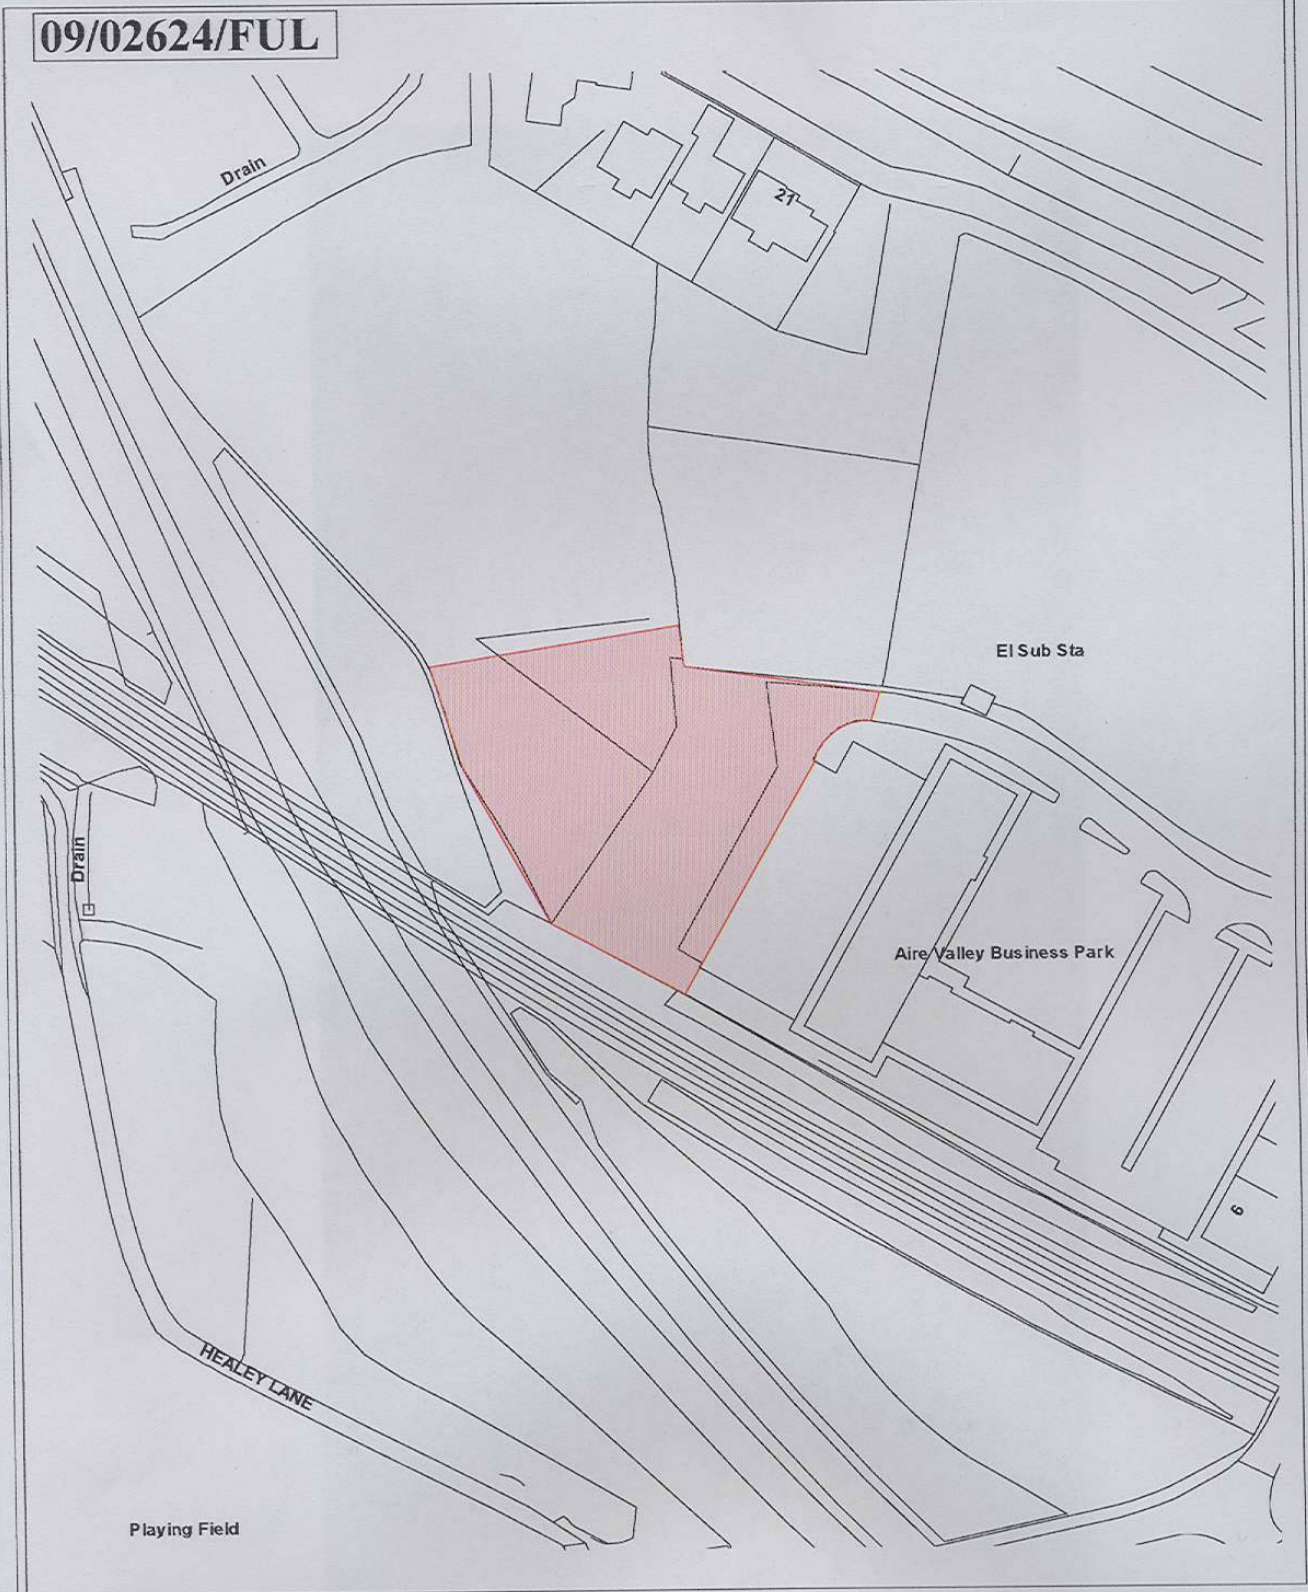 09/02624/FUL
Drain
21
El Sub Sta
Drain
Aire Valley Business Park
6
HEALEY LANE
Playing Field